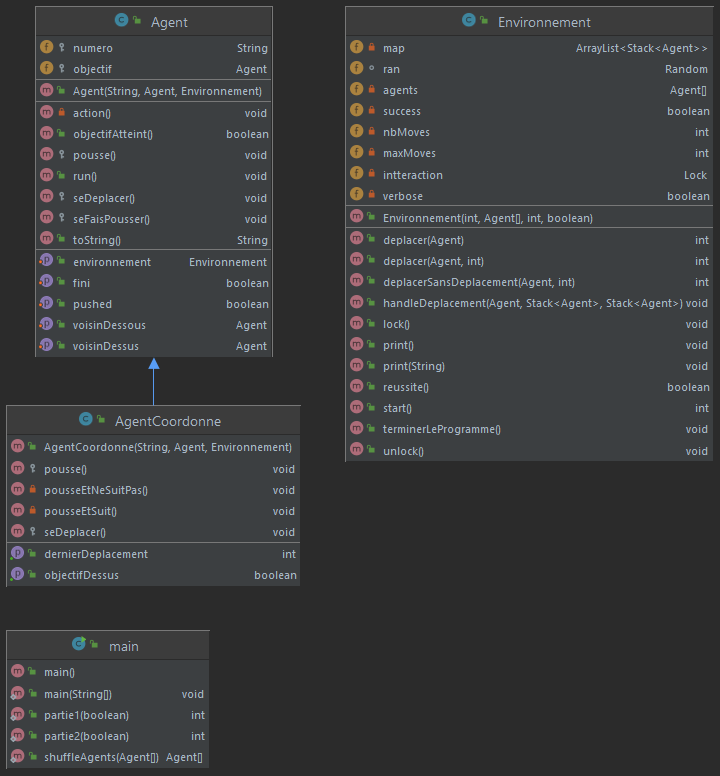 Agent
numero String
objectif Agent
Agent(String, Agent, Environnement)
action() void
objectifAtteint() boolean
pousse() void
run() void
seDeplacer() void
seFaisPousser() void
toString() String
environnement Environnement
fini boolean
pushed boolean
voisinDessous Agent
voisinDessus Agent
AgentCoordonne
AgentCoordonne(String, Agent, Environnement)
pousse() void
pousseEtNeSuitPas() void
pousseEtSuit() void
seDeplacer() void
dernierDeplacement int
objectifDessus boolean
main
main()
main(String[]) void
partie1(boolean) int
partie2(boolean) int
shuffleAgents(Agent[]) Agent[]
Environnement
map ArrayList<Stack<Agent>>
ran Random
agents Agent[]
success boolean
nbMoves int
maxMoves int
intteraction Lock
verbose boolean
Environnement(int, Agent[], int, boolean)
deplacer(Agent) int
deplacer(Agent, int) int
deplacerSansDeplacement(Agent, int) int
handleDeplacement(Agent, Stack<Agent>, Stack<Agent>) void
lock() void
print() void
print(String) void
reussite() boolean
start() int
terminerLeProgramme() void
unlock() void